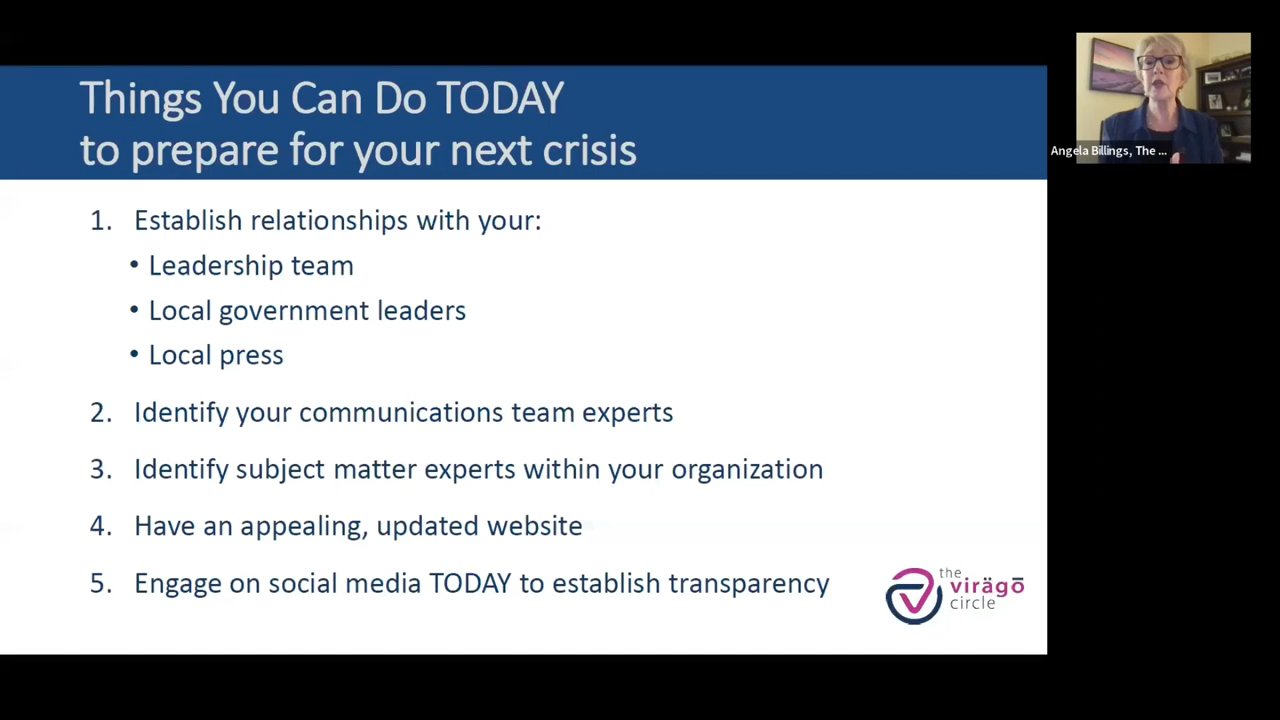 Things You Can Do TODAY
to prepare for your next crisis
1. Establish relationships with your:
• Leadership team
• Local government leaders
• Local press
2. Identify your communications team experts
3. Identify subject matter experts within your organization
4. Have an appealing, updated website
5. Engage on social media TODAY to establish transparency
the
virägō
circle
Angela Billings, The ...